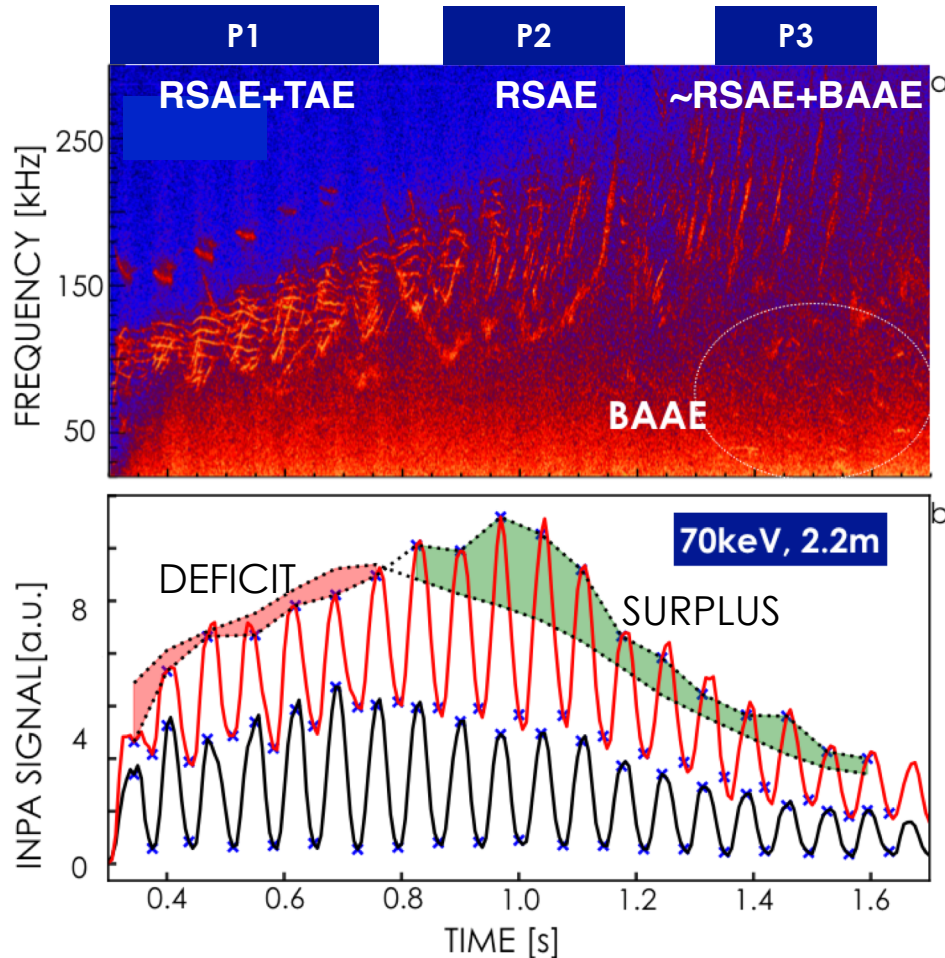 P1 P2 P3
RSAE+TAE RSAE ~RSAE+BAAE
a
250
150
50
FREQUENCY [kHz]
BAAE
b
70keV, 2.2m
DEFICIT
SURPLUS
8
4
0
INPA SIGNAL[a.u.]
0.4 0.6 0.8 1.0 1.2 1.4 1.6
TIME [s]